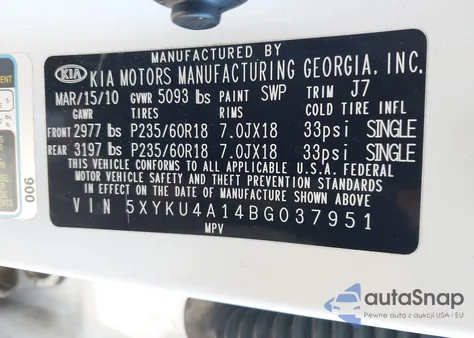 MANUFACTURED BY
KIA KIA MOTORS MANUFACTURING GEORGIA, INC.
MAR/15/10 GVWR 5093 lbs PAINT SWP TRIM J7
GAWR TIRES RIMS COLD TIRE INFL
FRONT 2977 lbs P235/60R18 7.0JX18 33psi SINGLE
REAR 3197 lbs P235/60R18 7.0JX18 33psi SINGLE
THIS VEHICLE CONFORMS TO ALL APPLICABLE U.S.A. FEDERAL
MOTOR VEHICLE SAFETY AND THEFT PREVENTION STANDARDS
IN EFFECT ON THE DATE OF MANUFACTURE SHOWN ABOVE
VIN 5XYKU4A14BG037951
MPV
006
autoSnap
Pewne auta z aukcji USA i EU